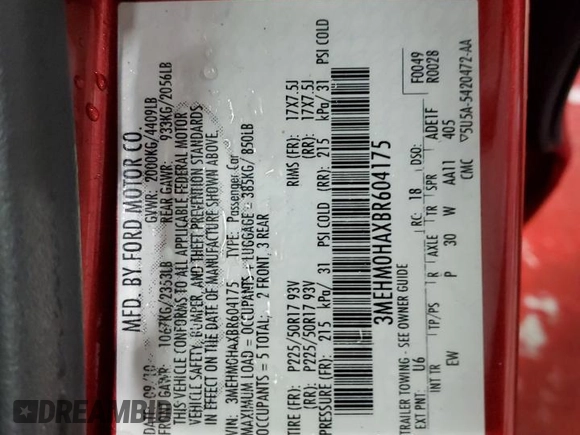 MFD. BY FORD MOTOR CO.
DATE: 09/10 GVWR: 2000KG/4409LB
FRONT GAWR: 1067KG/2353LB REAR GAWR: 933KG/2056LB
THIS VEHICLE CONFORMS TO ALL APPLICABLE FEDERAL MOTOR
VEHICLE SAFETY, BUMPER, AND THEFT PREVENTION STANDARDS
IN EFFECT ON THE DATE OF MANUFACTURE SHOWN ABOVE.
VIN: 3MEHM0HAXBR604175 TYPE: Passenger Car
MAXIMUM LOAD = OCCUPANTS + LUGGAGE = 385KG/ 850LB
OCCUPANTS = 5 TOTAL: 2 FRONT, 3 REAR
TIRE (FR): P225/50R17 93V RIMS (FR): 17X7.5J
TIRE (RR): P225/50R17 93V (RR): 17X7.5J
PRESSURE (FR): 215 kPa/ 31 PSI COLD (RR): 215 kPa/ 31 PSI COLD
3MEHM0HAXBR604175
TRAILER TOWING - SEE OWNER GUIDE
EXT PNT: U6 RC: 18 DSO: F0049
R0028
INT TR TP/PS R AXLE TR SPR ADE1F
EW P 30 W AA11 405
CMC ▽5U5A-5420472-AA
DREAMBID